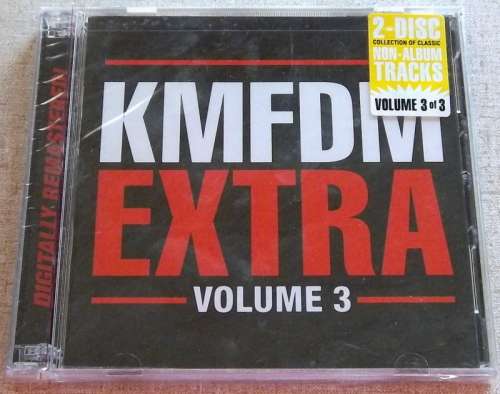 2-DISC
COLLECTION OF CLASSIC
NON-ALBUM
TRACKS
VOLUME 3 of 3
KMFDM
EXTRA
VOLUME 3
DIGITALLY REMASTERED